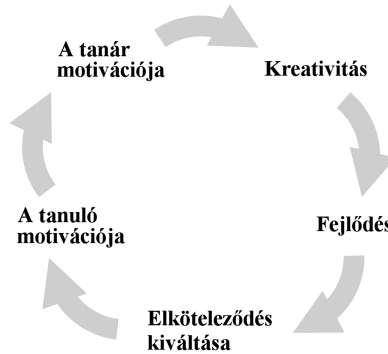 A tanár
motivációja
Kreativitás
Fejlődés
Elköteleződés
kiváltása
A tanuló
motivációja